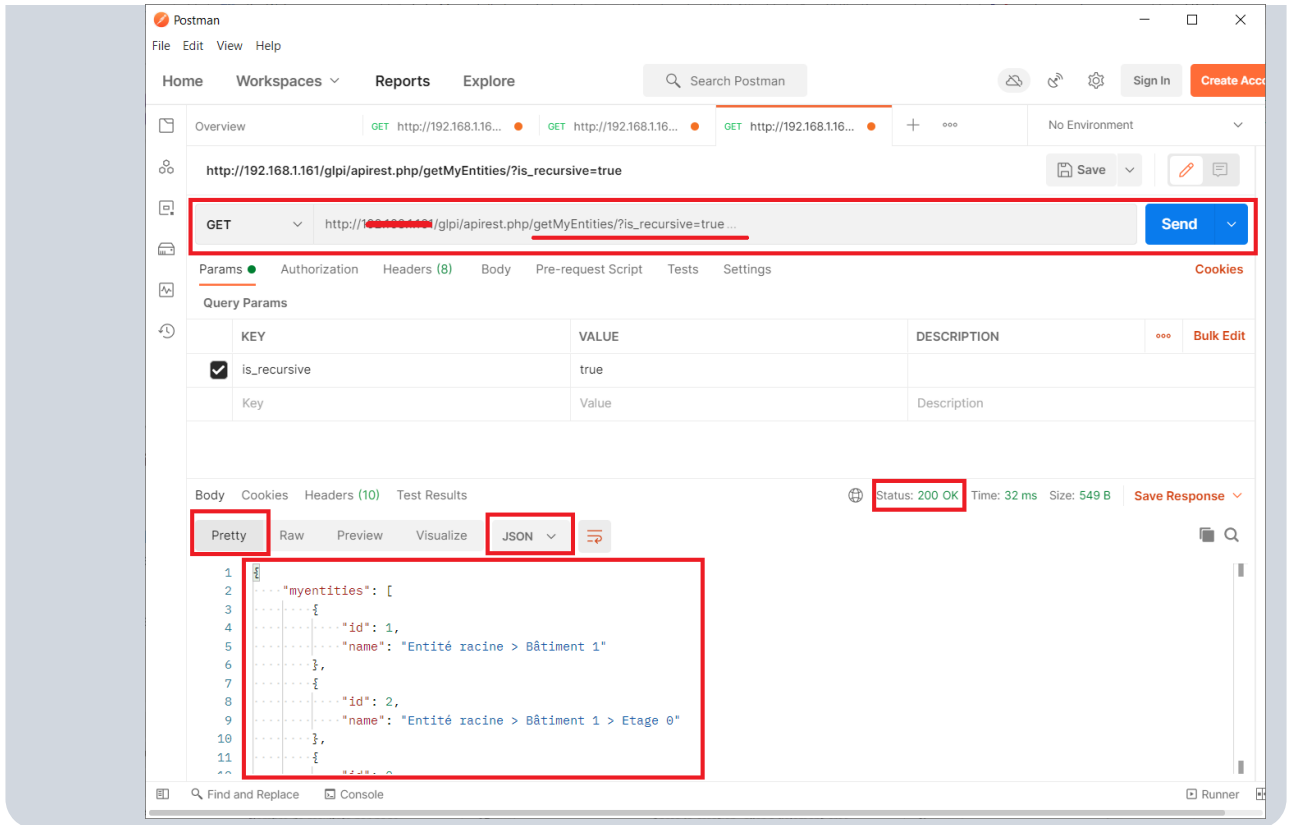 Postman
File Edit View Help
Home Workspaces Reports Explore Search Postman Sign In Create Acco
Overview GET http://192.168.1.16... GET http://192.168.1.16... GET http://192.168.1.16... No Environment
http://192.168.1.161/glpi/apirest.php/getMyEntities/?is_recursive=true Save
GET http://1 /glpi/apirest.php/getMyEntities/?is_recursive=true ... Send
Params Authorization Headers (8) Body Pre-request Script Tests Settings Cookies
Query Params
KEY VALUE DESCRIPTION Bulk Edit
is_recursive true
Key Value Description
Body Cookies Headers (10) Test Results Status: 200 OK Time: 32 ms Size: 549 B Save Response
Pretty Raw Preview Visualize JSON
1 {
2 "myentities": [
3 {
4 "id": 1,
5 "name": "Entité racine > Bâtiment 1"
6 },
7 {
8 "id": 2,
9 "name": "Entité racine > Bâtiment 1 > Etage 0"
10 },
11 {
Find and Replace Console Runner